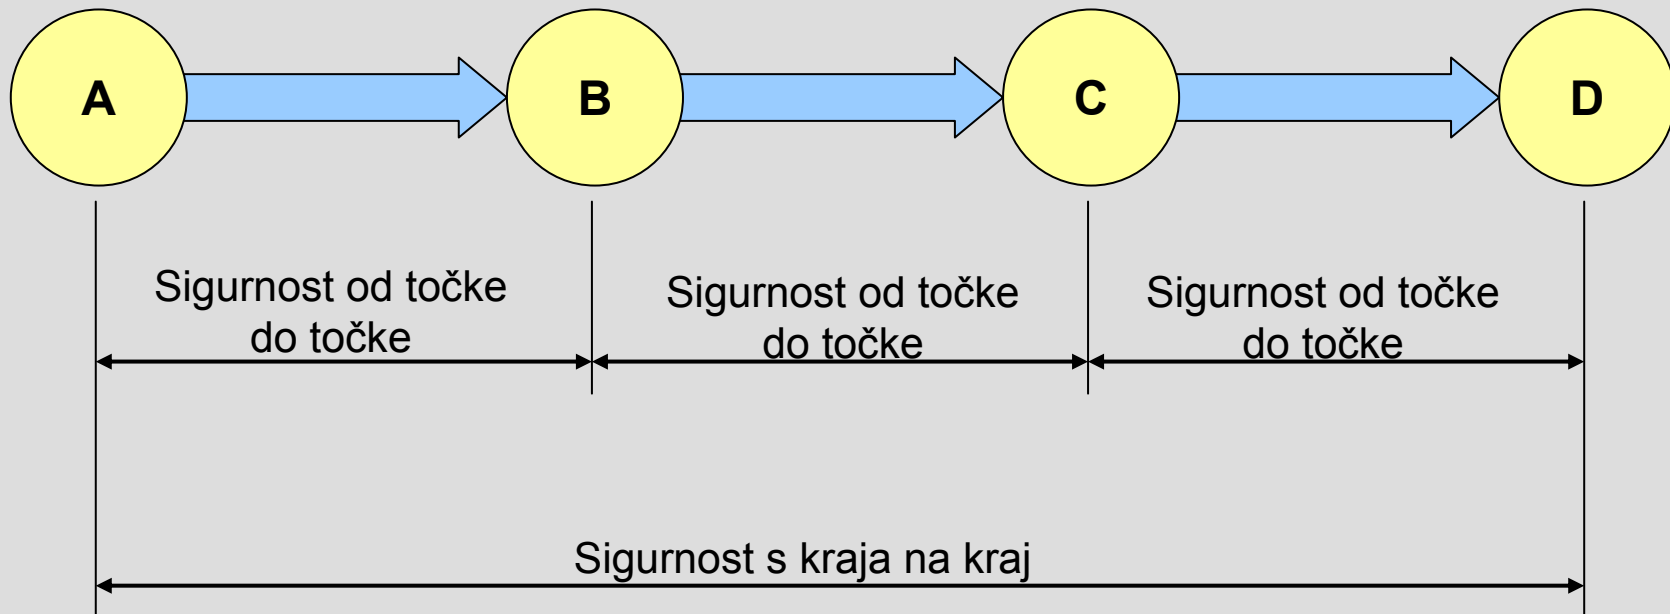 A
B
C
D
Sigurnost od točke
do točke
Sigurnost od točke
do točke
Sigurnost od točke
do točke
Sigurnost s kraja na kraj